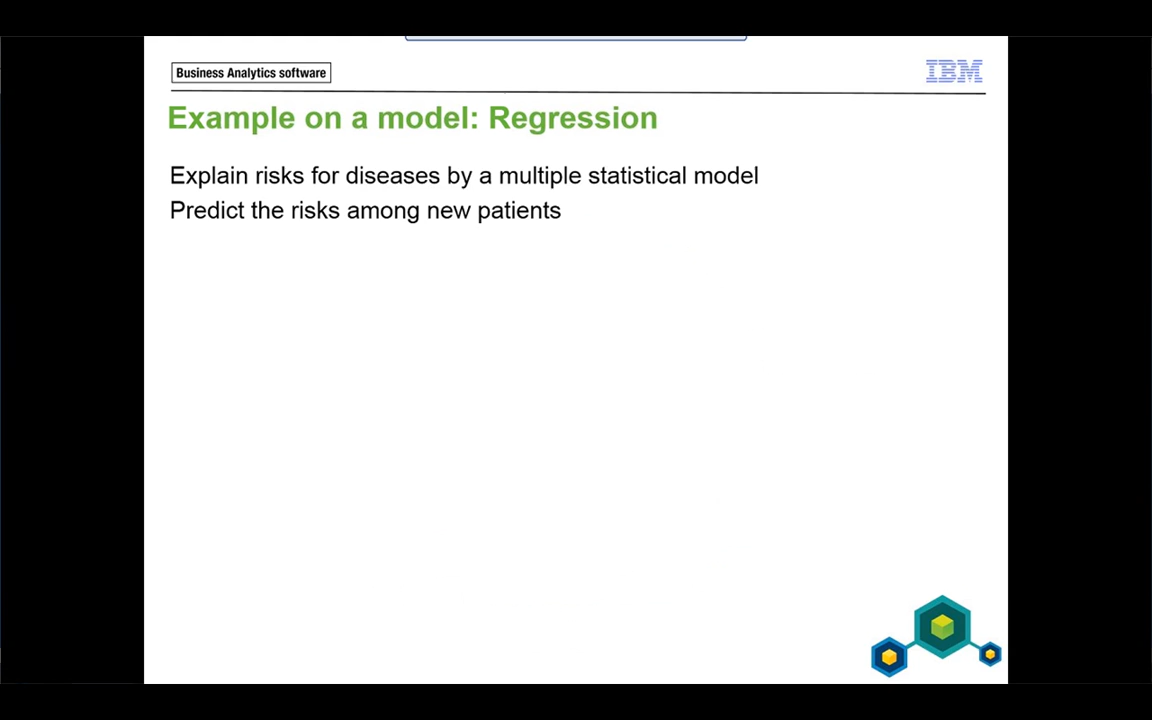 Business Analytics software
IBM
Example on a model: Regression
Explain risks for diseases by a multiple statistical model
Predict the risks among new patients